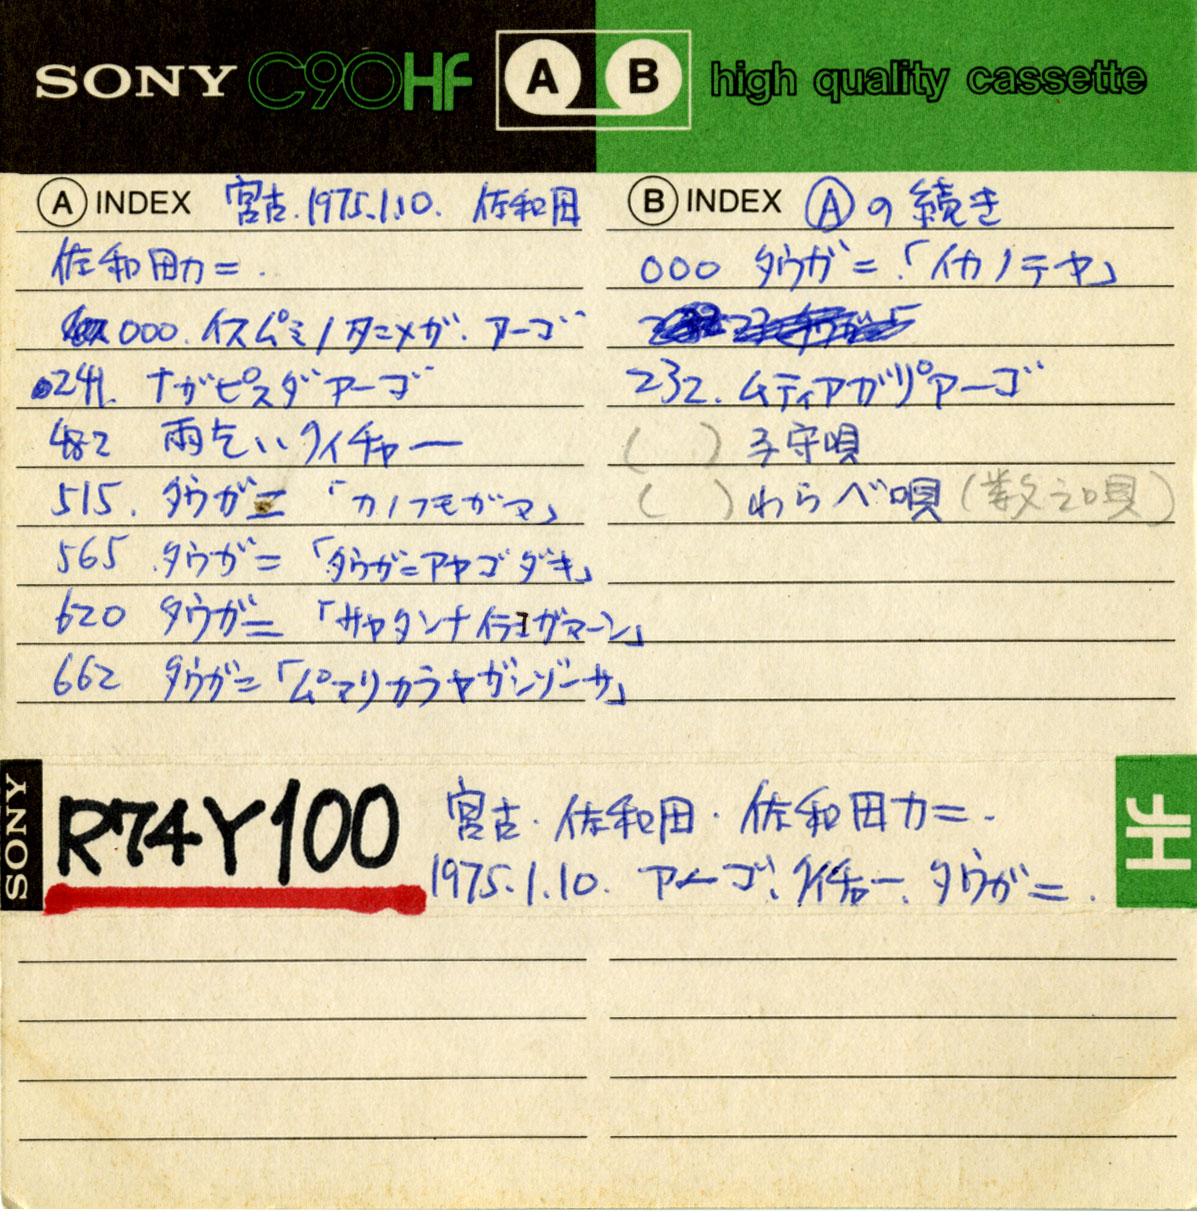 SONY C90HF A B high quality cassette
A INDEX 宮古.1975.1.10. 佐和田
佐和田カニ.
000.イスムミノタニメガ.アーゴ
241. ナガピスダアーゴ
482 雨乞いクイチャー
515. タウガニ 「カノフモガマ」
565 タウガニ 「タウガニアヤゴダキ」
620 タウガニ 「サヤタンナイラヨガマーン」
662 タウガニ「ムマリカラヤガンゾーサ」
B INDEX Aの続き
000 タウガニ.「イカノテヤ」
232. ムティアガリアーゴ
( ) 子守唄
( ) わらべ唄(数え唄)
SONY
R74Y100
宮古・佐和田・佐和田カニ.
1975.1.10. アーゴ、クイチャー、タウガニ.
HF